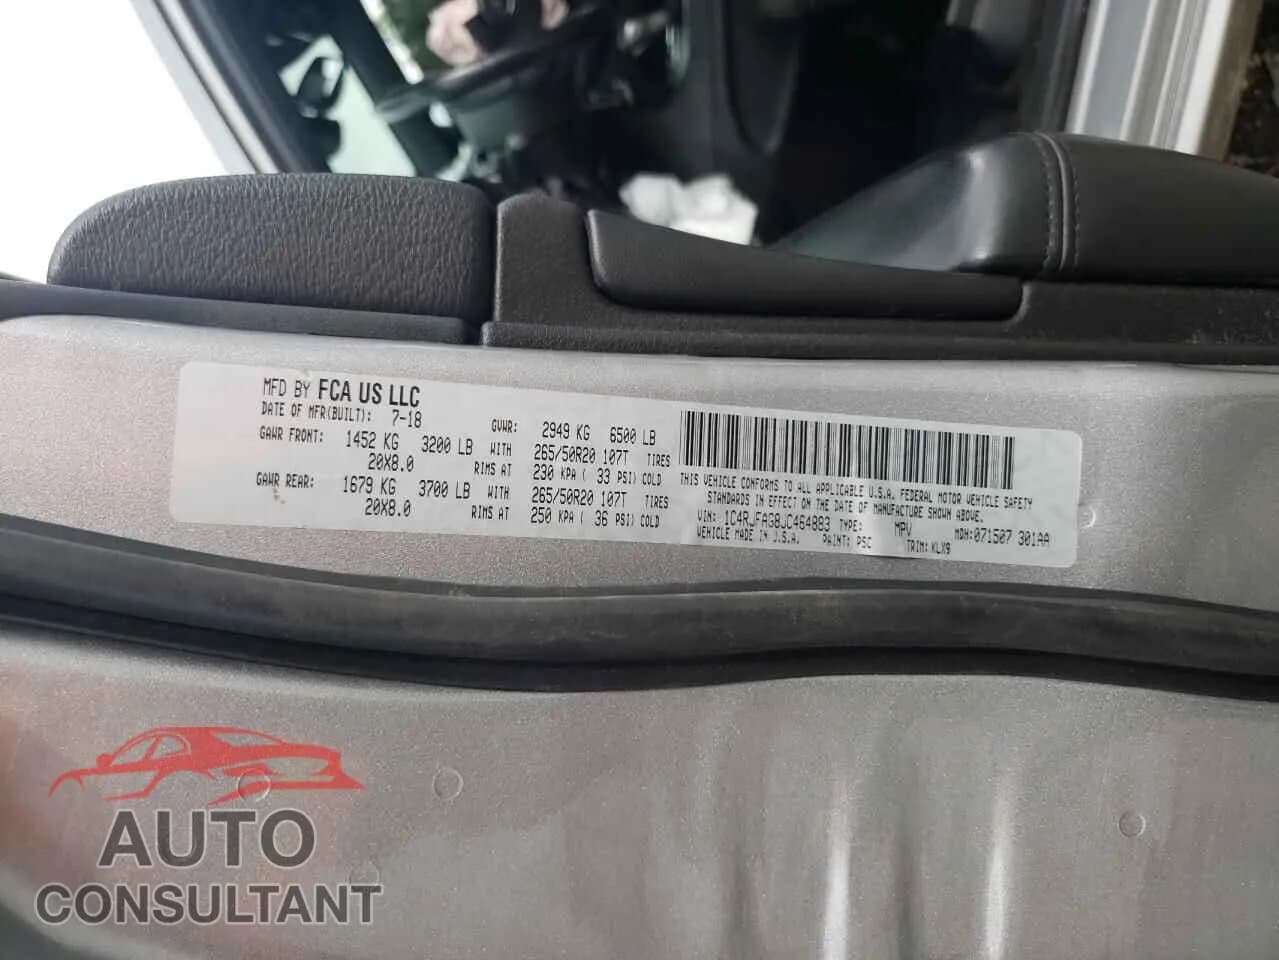 MFD BY FCA US LLC
DATE OF MFR(BUILT): 7-18 GVWR: 2949 KG 6500 LB
GAWR FRONT: 1452 KG 3200 LB WITH 265/50R20 107T TIRES
20X8.0 RIMS AT 230 KPA ( 33 PSI) COLD
GAWR REAR: 1679 KG 3700 LB WITH 265/50R20 107T TIRES
20X8.0 RIMS AT 250 KPA ( 36 PSI) COLD
THIS VEHICLE CONFORMS TO ALL APPLICABLE U.S.A. FEDERAL MOTOR VEHICLE SAFETY
STANDARDS IN EFFECT ON THE DATE OF MANUFACTURE SHOWN ABOVE.
VIN: 1C4RJFAG8JC464883 TYPE: MPV MDH:071507 301AA
VEHICLE MADE IN U.S.A. PAINT: PSC TRIM: KLX9
AUTO
CONSULTANT